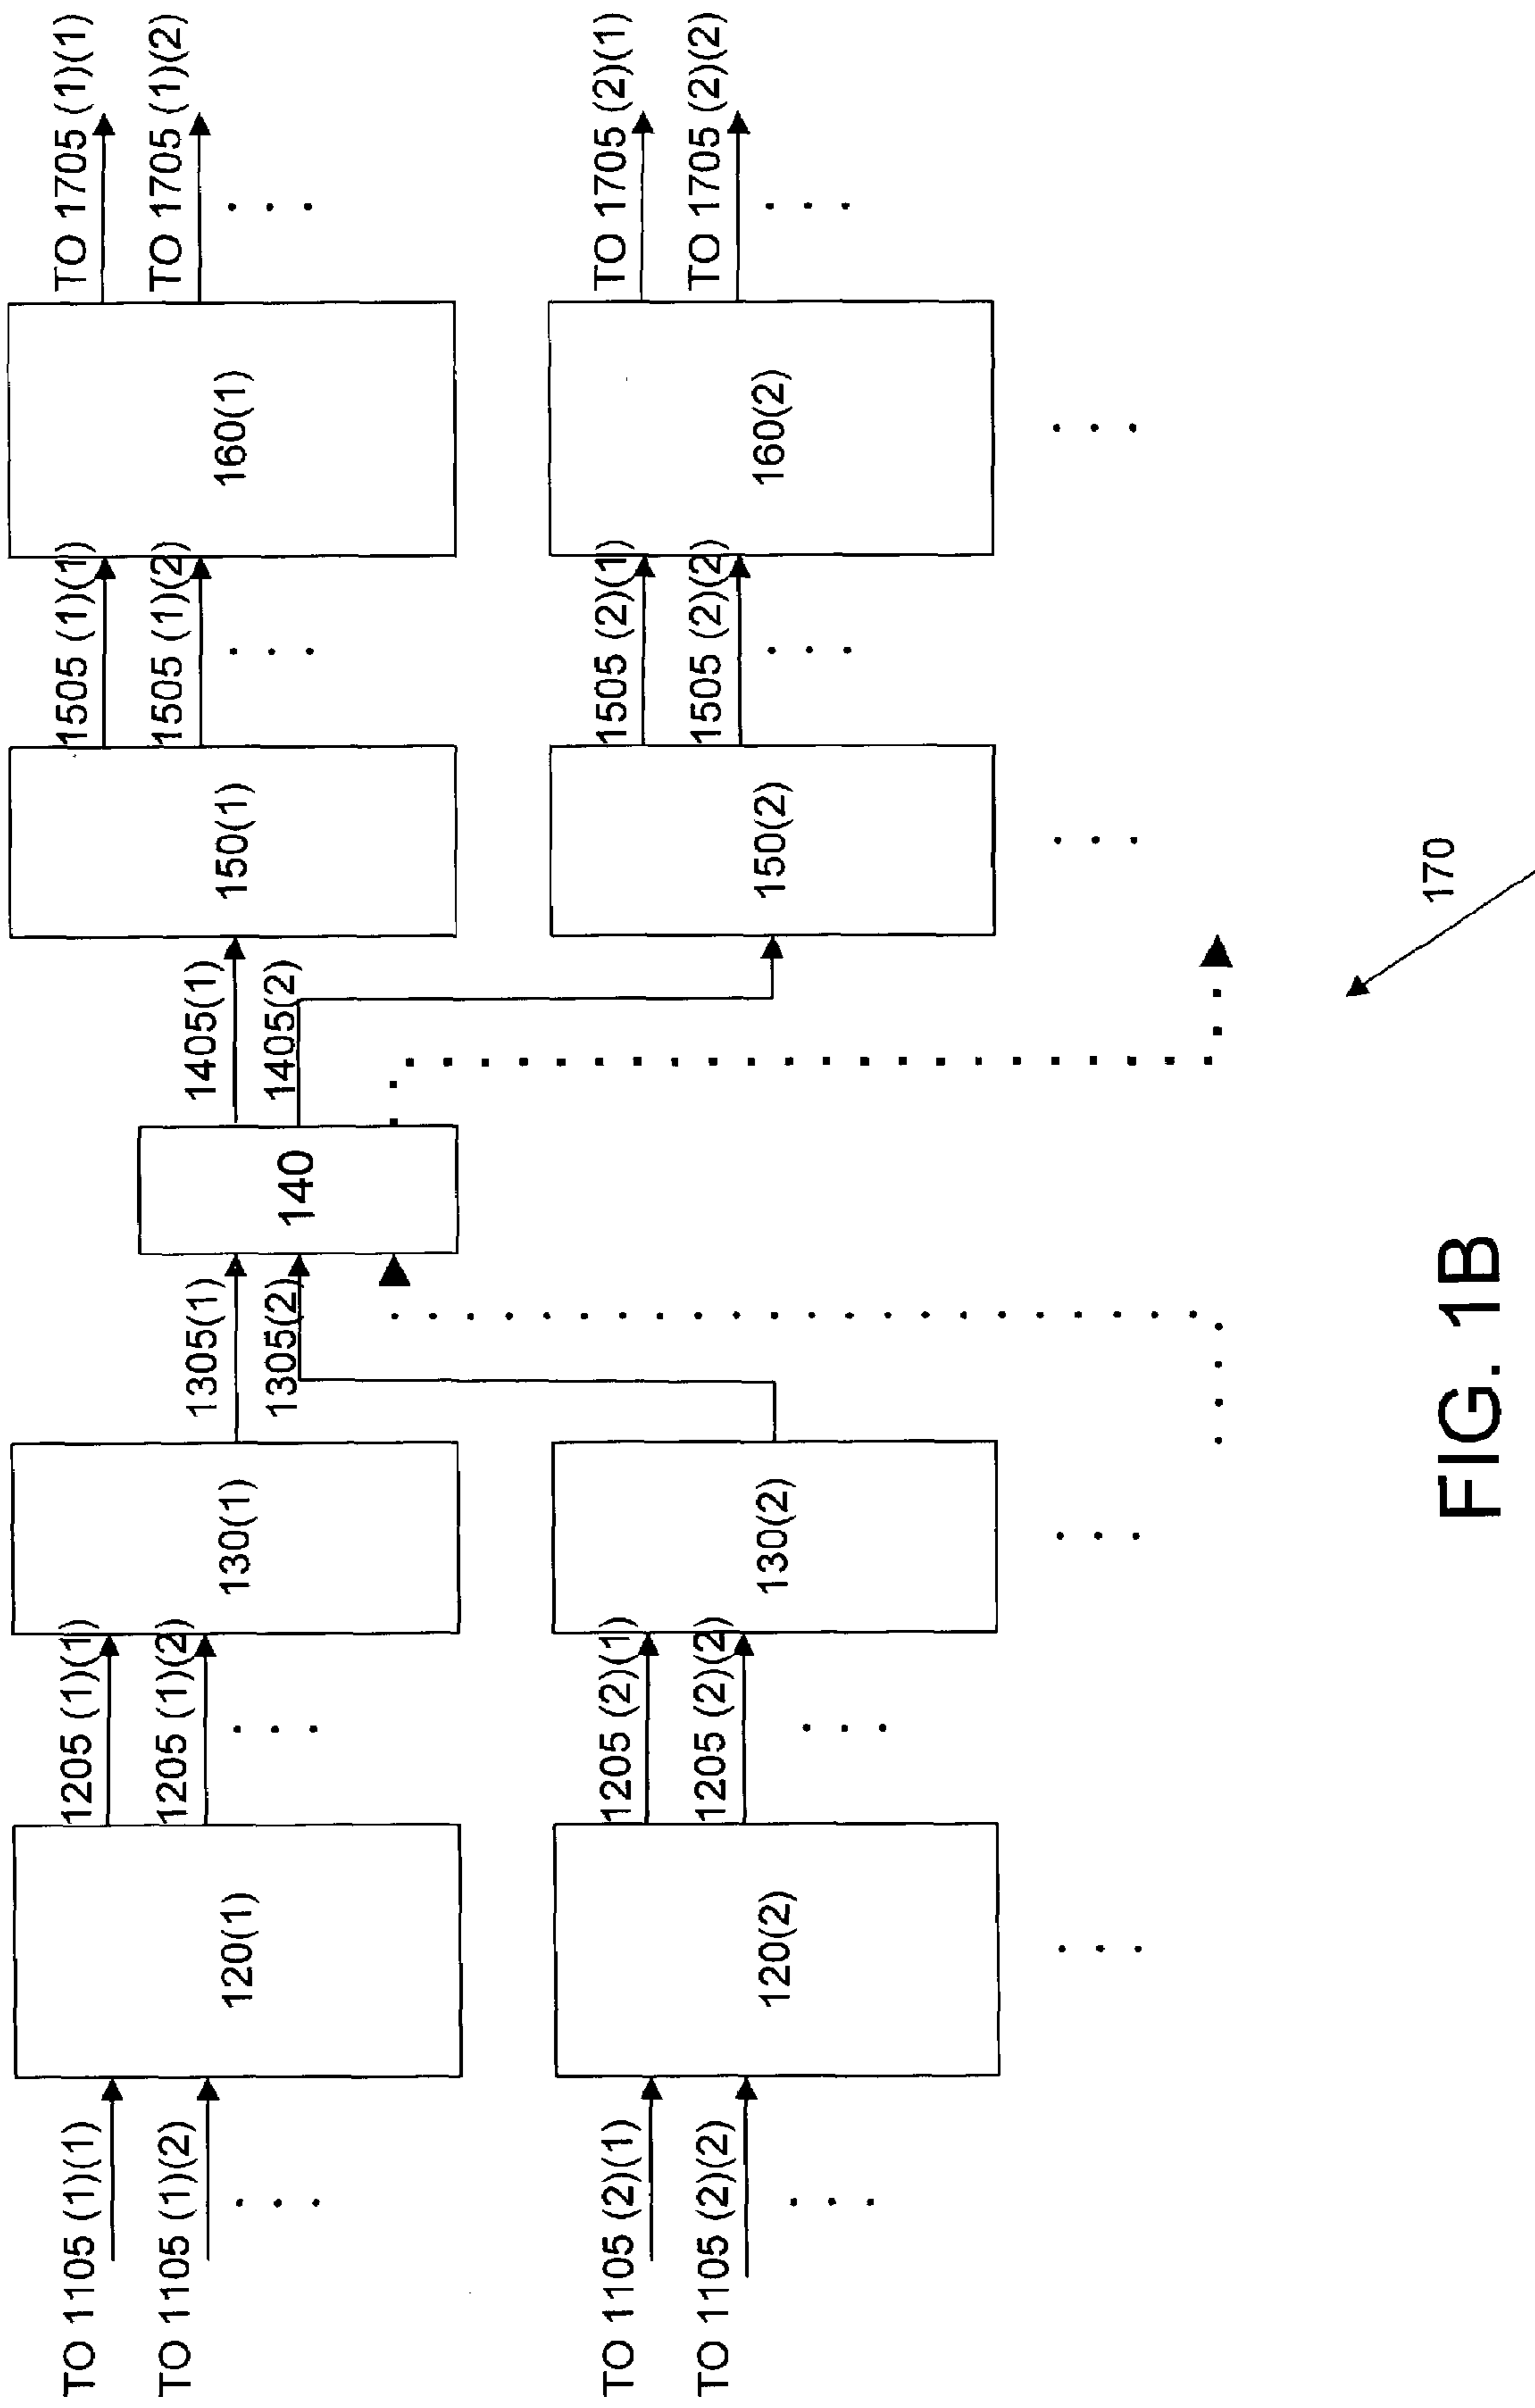 TO 1105 (1)(1)
TO 1105 (1)(2)
1205 (1)(1)
1205 (1)(2)
1305(1)
1305(2)
1405(1)
1405(2)
1505 (1)(1)
1505 (1)(2)
TO 1705 (1)(1)
TO 1705 (1)(2)
120(1)
130(1)
140
150(1)
160(1)
TO 1105 (2)(1)
TO 1105 (2)(2)
1205 (2)(1)
1205 (2)(2)
1505 (2)(1)
1505 (2)(2)
TO 1705 (2)(1)
TO 1705 (2)(2)
120(2)
130(2)
150(2)
160(2)
170
FIG. 1B